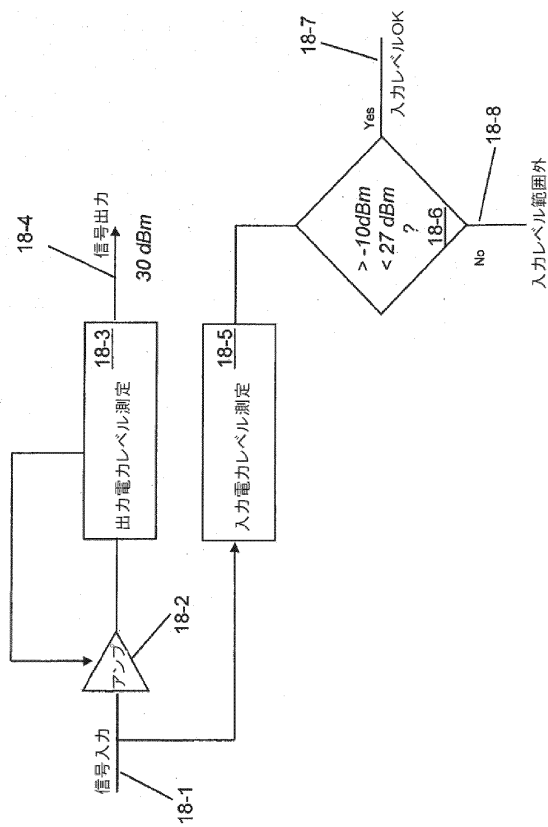 18-1
信号入力
アンプ
18-2
18-3
出力電力レベル測定
18-4
信号出力
30 dBm
18-5
入力電力レベル測定
> -10dBm
< 27 dBm
?
18-6
Yes
18-7
入力レベルOK
No
18-8
入力レベル範囲外